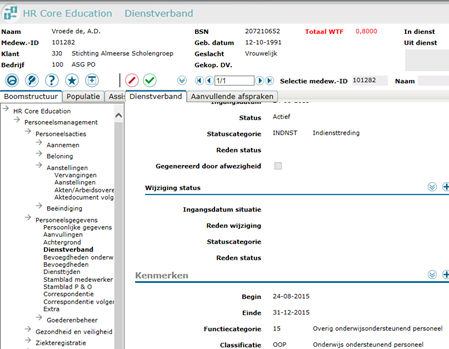 HR Core Education Dienstverband
Naam Vroede de, A.D. BSN 207210652 Totaal WTF 0,8000 In dienst
Medew.-ID 101282 Geb. datum 12-10-1991 Uit dienst
Klant 330 Stichting Almeerse Scholengroep Geslacht Vrouwelijk
Bedrijf 100 ASG PO Gekop. DV.
1/1 Selectie medew.-ID 101282 Naam
Boomstructuur Populatie Assis Dienstverband Aanvullende afspraken
HR Core Education
Personeelsmanagement
Personeelsacties
Aannemen
Beloning
Aanstellingen
Vervangingen
Aanstellingen
Akten/Arbeidsovere
Aktedocument volg
Beëindiging
Personeelsgegevens
Persoonlijke gegevens
Aanvullingen
Achtergrond
Dienstverband
Bevoegdheden onderw
Bevoegdheden
Diensttijden
Stamblad medewerker
Stamblad P & O
Correspondentie
Correspondentie volge
Extra
Goederenbeheer
Gezondheid en veiligheid
Ziekteregistratie
Ingangsdatum
Status Actief
Statuscategorie INDNST Indiensttreding
Reden status
Gegenereerd door afwezigheid
Wijziging status
Ingangsdatum situatie
Reden wijziging
Statuscategorie
Reden status
Kenmerken
Begin 24-08-2015
Einde 31-12-2015
Functiecategorie 15 Overig onderwijsondersteunend personeel
Classificatie OOP Onderwijs ondersteunend personeel